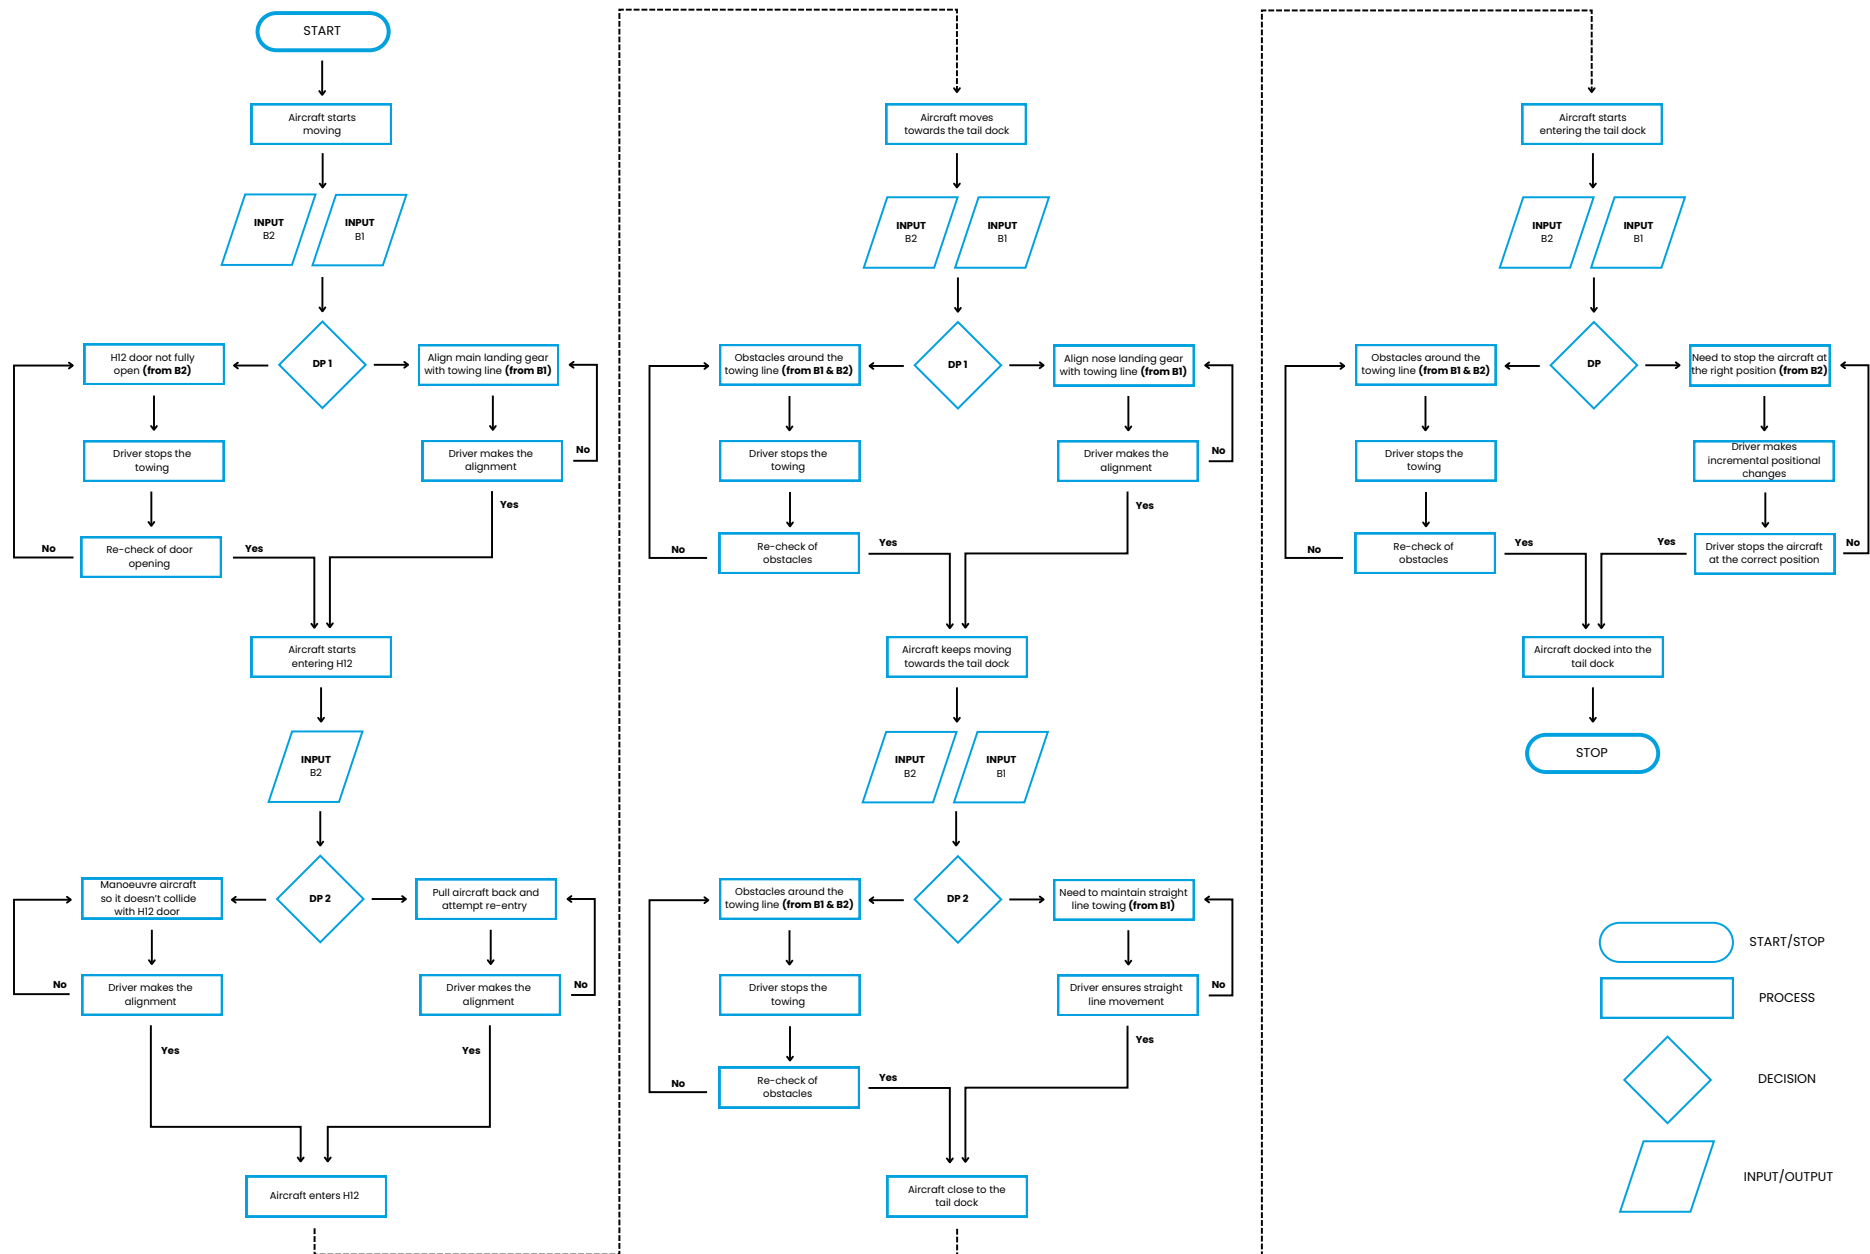 START
Aircraft starts
moving
INPUT
B2
INPUT
B1
DP 1
H12 door not fully
open (from B2)
Align main landing gear
with towing line (from B1)
Driver stops the
towing
Driver makes the
alignment
No
Yes
Re-check of door
opening
No
Yes
Aircraft starts
entering H12
INPUT
B2
DP 2
Manoeuvre aircraft
so it doesn't collide
with H12 door
Pull aircraft back and
attempt re-entry
Driver makes the
alignment
No
Driver makes the
alignment
No
Yes
Yes
Aircraft enters H12
Aircraft moves
towards the tail dock
INPUT
B2
INPUT
B1
DP 1
Obstacles around the
towing line (from B1 & B2)
Align nose landing gear
with towing line (from B1)
Driver stops the
towing
Driver makes the
alignment
No
Yes
Re-check of
obstacles
No
Yes
Aircraft keeps moving
towards the tail dock
INPUT
B2
INPUT
B1
DP 2
Obstacles around the
towing line (from B1 & B2)
Need to maintain straight
line towing (from B1)
Driver stops the
towing
Driver ensures straight
line movement
No
Yes
Re-check of
obstacles
No
Yes
Aircraft close to the
tail dock
Aircraft starts
entering the tail dock
INPUT
B2
INPUT
B1
DP
Obstacles around the
towing line (from B1 & B2)
Need to stop the aircraft at
the right position (from B2)
Driver stops the
towing
Driver makes
incremental positional
changes
Re-check of
obstacles
No
Yes
Driver stops the aircraft
at the correct position
Yes
No
Aircraft docked into the
tail dock
STOP
START/STOP
PROCESS
DECISION
INPUT/OUTPUT